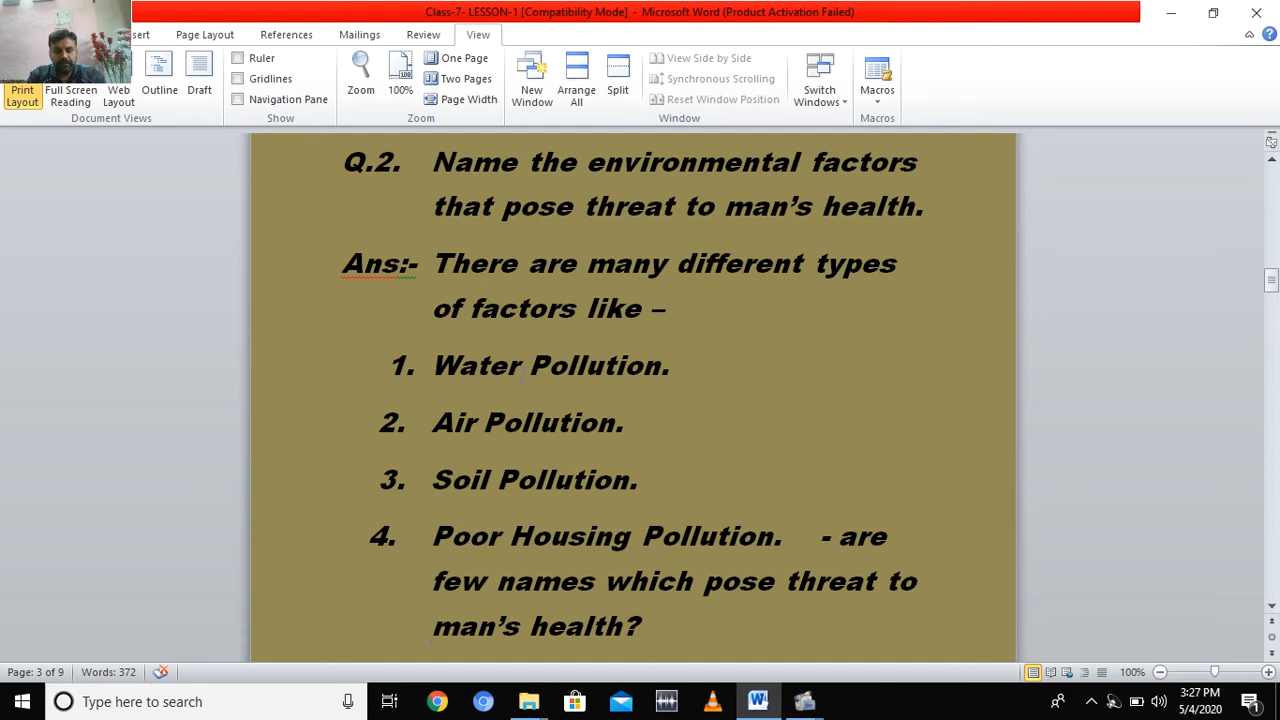 Class-7- LESSON-1 [Compatibility Mode] - Microsoft Word (Product Activation Failed)
sert Page Layout References Mailings Review View
Ruler
Gridlines
Navigation Pane
Print Layout
Full Screen Reading
Web Layout
Outline
Draft
Zoom
100%
One Page
Two Pages
Page Width
New Window
Arrange All
Split
View Side by Side
Synchronous Scrolling
Reset Window Position
Switch Windows
Macros
Document Views Show Zoom Window Macros
Q.2. Name the environmental factors
that pose threat to man’s health.
Ans:- There are many different types
of factors like –
1. Water Pollution.
2. Air Pollution.
3. Soil Pollution.
4. Poor Housing Pollution. - are
few names which pose threat to
man’s health?
Page: 3 of 9 Words: 372 100%
Type here to search
3:27 PM
5/4/2020
1